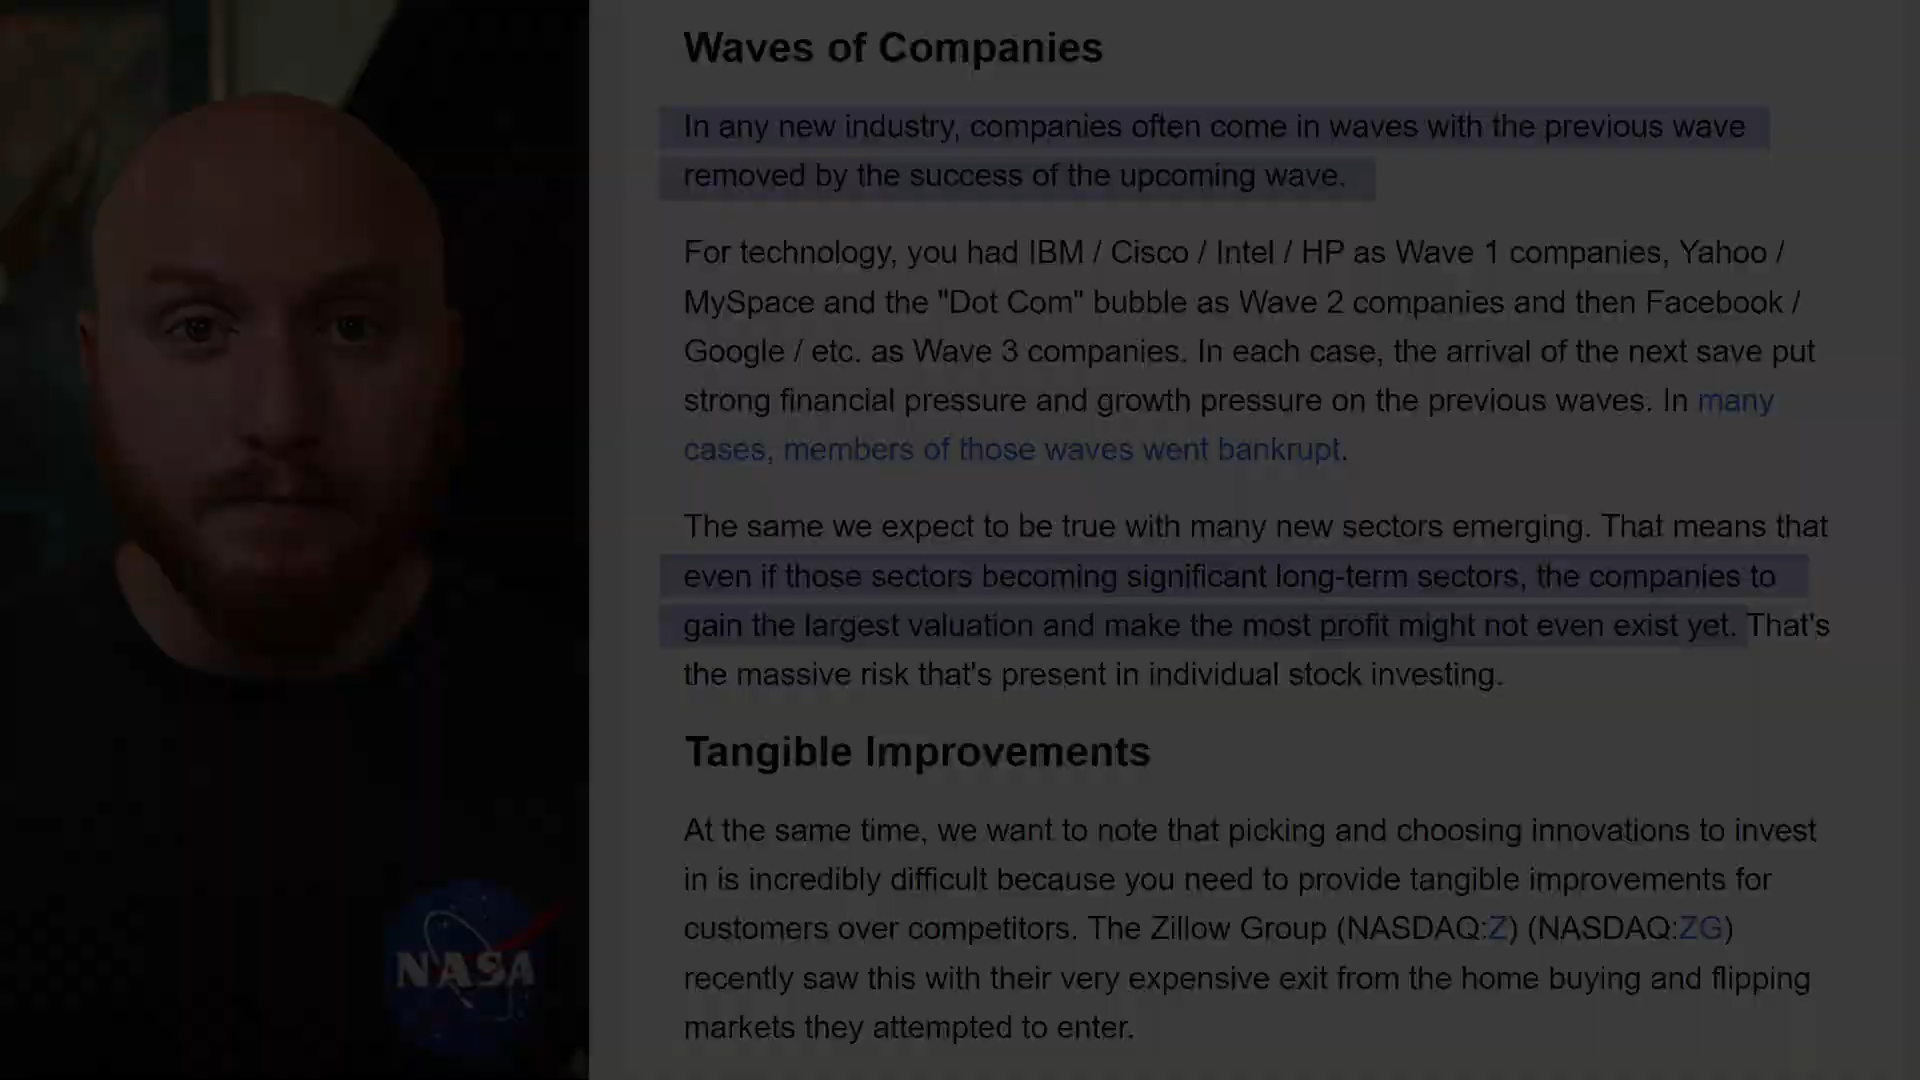 Waves of Companies
In any new industry, companies often come in waves with the previous wave
removed by the success of the upcoming wave.
For technology, you had IBM / Cisco / Intel / HP as Wave 1 companies, Yahoo /
MySpace and the "Dot Com" bubble as Wave 2 companies and then Facebook /
Google / etc. as Wave 3 companies. In each case, the arrival of the next save put
strong financial pressure and growth pressure on the previous waves. In many
cases, members of those waves went bankrupt.
The same we expect to be true with many new sectors emerging. That means that
even if those sectors becoming significant long-term sectors, the companies to
gain the largest valuation and make the most profit might not even exist yet. That's
the massive risk that's present in individual stock investing.
Tangible Improvements
At the same time, we want to note that picking and choosing innovations to invest
in is incredibly difficult because you need to provide tangible improvements for
customers over competitors. The Zillow Group (NASDAQ:Z) (NASDAQ:ZG)
recently saw this with their very expensive exit from the home buying and flipping
markets they attempted to enter.
NASA